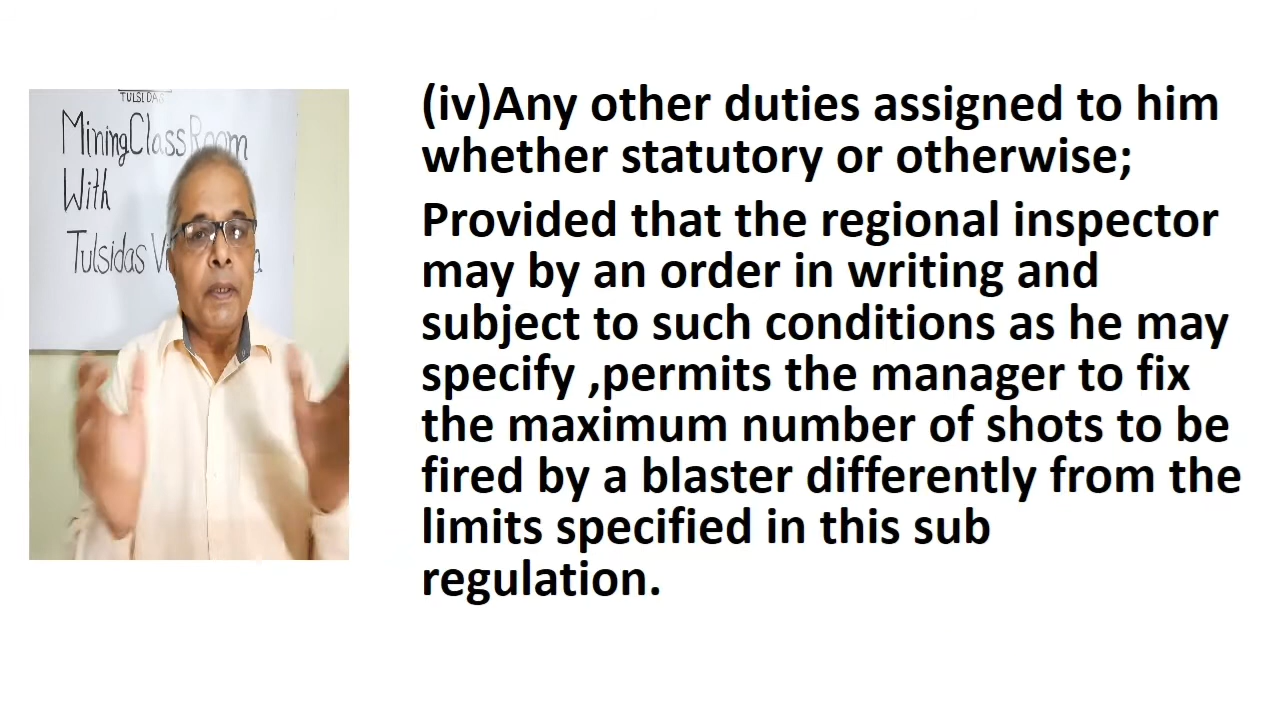 TULSIDAS
MiningClassRoom
With
Tulsidas
(iv)Any other duties assigned to him
whether statutory or otherwise;
Provided that the regional inspector
may by an order in writing and
subject to such conditions as he may
specify ,permits the manager to fix
the maximum number of shots to be
fired by a blaster differently from the
limits specified in this sub
regulation.